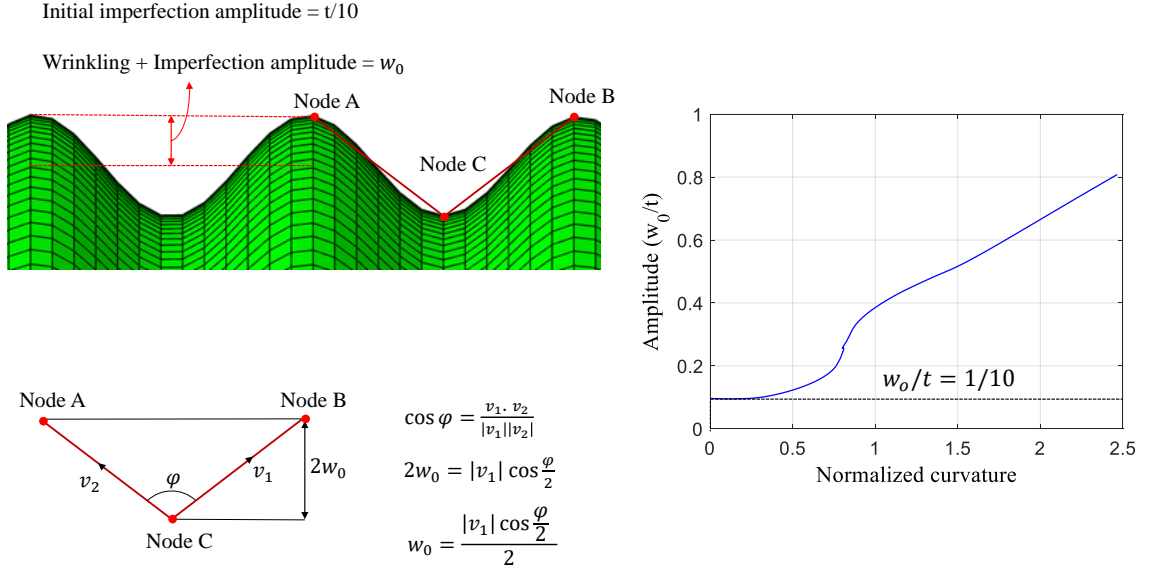 Initial imperfection amplitude = t/10
Wrinkling + Imperfection amplitude = w₀
Node A
Node B
Node C
Node A
Node B
v₂
φ
v₁
2w₀
Node C
cos φ = v₁. v₂ / |v₁||v₂|
2w₀ = |v₁| cos φ/2
w₀ = |v₁| cos φ/2 / 2
Amplitude (w₀/t)
1
0.8
0.6
0.4
0.2
0
wₒ/t = 1/10
0
0.5
1
1.5
2
2.5
Normalized curvature